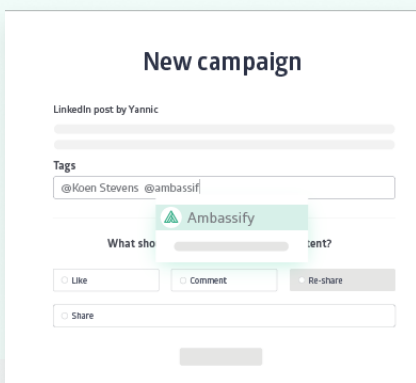 New campaign
LinkedIn post by Yannic
Tags
@Koen Stevens @ambassif
Ambassify
What sho tent?
Like Comment Re-share
Share